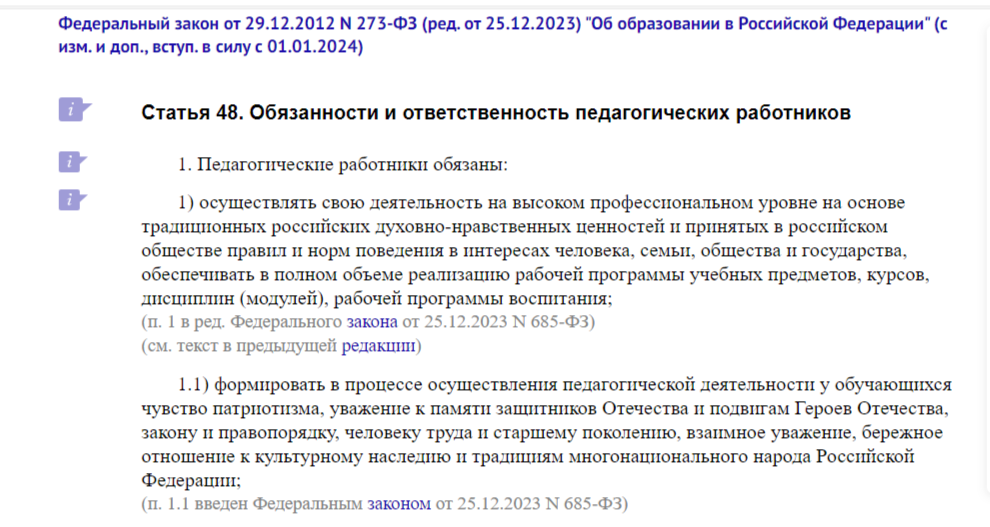 Федеральный закон от 29.12.2012 N 273-ФЗ (ред. от 25.12.2023) "Об образовании в Российской Федерации" (с
изм. и доп., вступ. в силу с 01.01.2024)
Статья 48. Обязанности и ответственность педагогических работников
1. Педагогические работники обязаны:
1) осуществлять свою деятельность на высоком профессиональном уровне на основе
традиционных российских духовно-нравственных ценностей и принятых в российском
обществе правил и норм поведения в интересах человека, семьи, общества и государства,
обеспечивать в полном объеме реализацию рабочей программы учебных предметов, курсов,
дисциплин (модулей), рабочей программы воспитания;
(п. 1 в ред. Федерального закона от 25.12.2023 N 685-ФЗ)
(см. текст в предыдущей редакции)
1.1) формировать в процессе осуществления педагогической деятельности у обучающихся
чувство патриотизма, уважение к памяти защитников Отечества и подвигам Героев Отечества,
закону и правопорядку, человеку труда и старшему поколению, взаимное уважение, бережное
отношение к культурному наследию и традициям многонационального народа Российской
Федерации;
(п. 1.1 введен Федеральным законом от 25.12.2023 N 685-ФЗ)